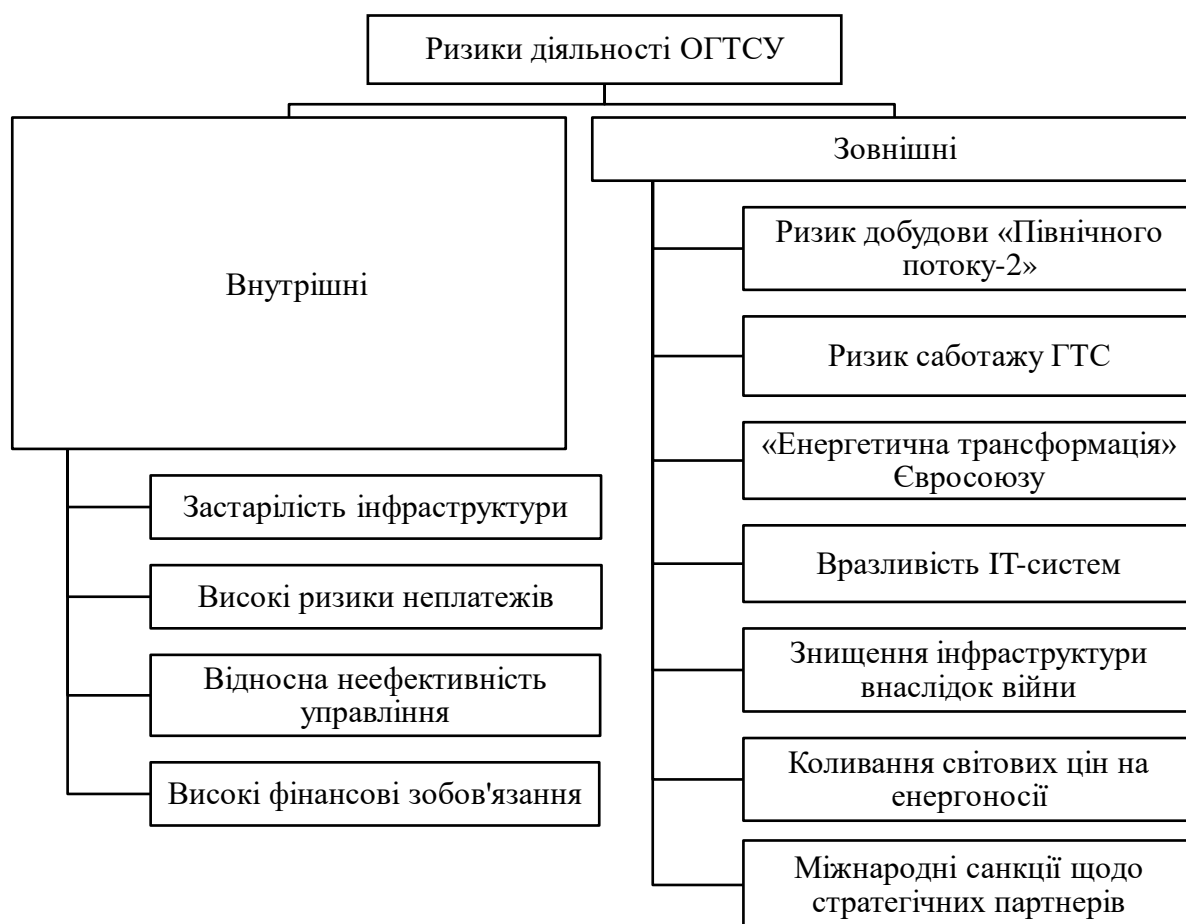 Ризики діяльності ОГТСУ
Внутрішні
Застарілість інфраструктури
Високі ризики неплатежів
Відносна неефективність
управління
Високі фінансові зобов'язання
Зовнішні
Ризик добудови «Північного
потоку-2»
Ризик саботажу ГТС
«Енергетична трансформація»
Євросоюзу
Вразливість ІТ-систем
Знищення інфраструктури
внаслідок війни
Коливання світових цін на
енергоносії
Міжнародні санкції щодо
стратегічних партнерів